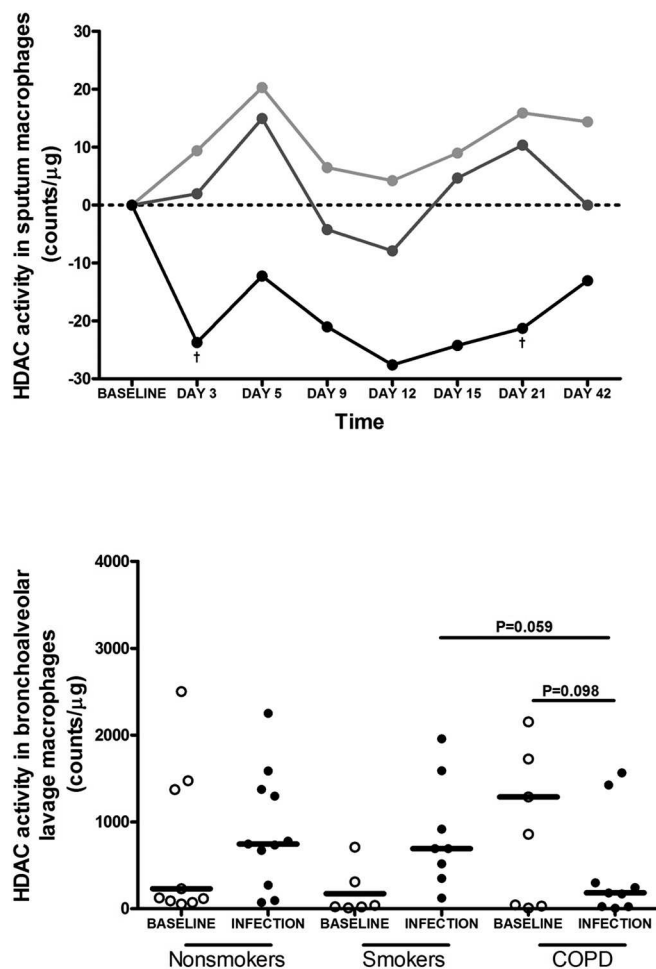 HDAC activity in sputum macrophages
(counts/µg)
30
20
10
0
-10
-20
-30
†
†
BASELINE DAY 3 DAY 5 DAY 9 DAY 12 DAY 15 DAY 21 DAY 42
Time
HDAC activity in bronchoalveolar
lavage macrophages
(counts/µg)
4000
3000
2000
1000
0
P=0.059
P=0.098
BASELINE INFECTION BASELINE INFECTION BASELINE INFECTION
Nonsmokers Smokers COPD